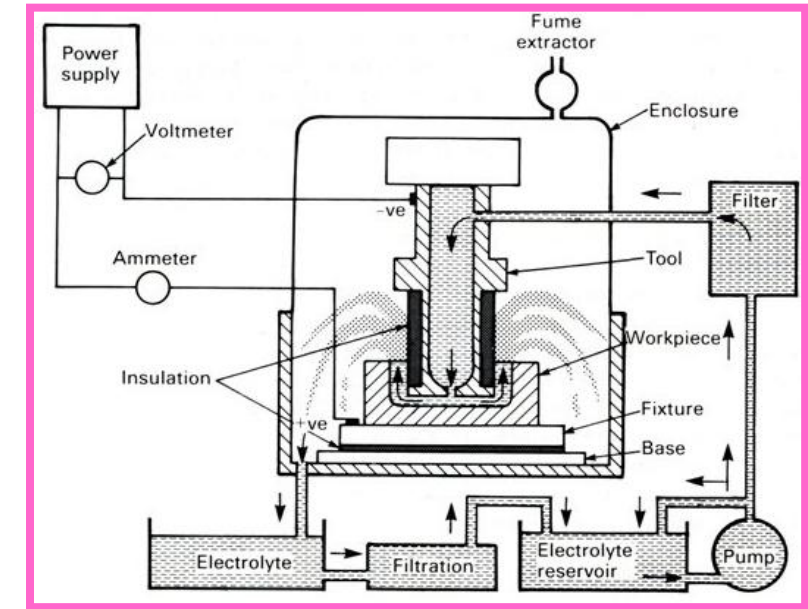 Fume
extractor
Power
supply
Enclosure
Voltmeter
Filter
-ve
Ammeter
Tool
Workpiece
Insulation
+ve
Fixture
Base
Electrolyte
Filtration
Electrolyte
reservoir
Pump